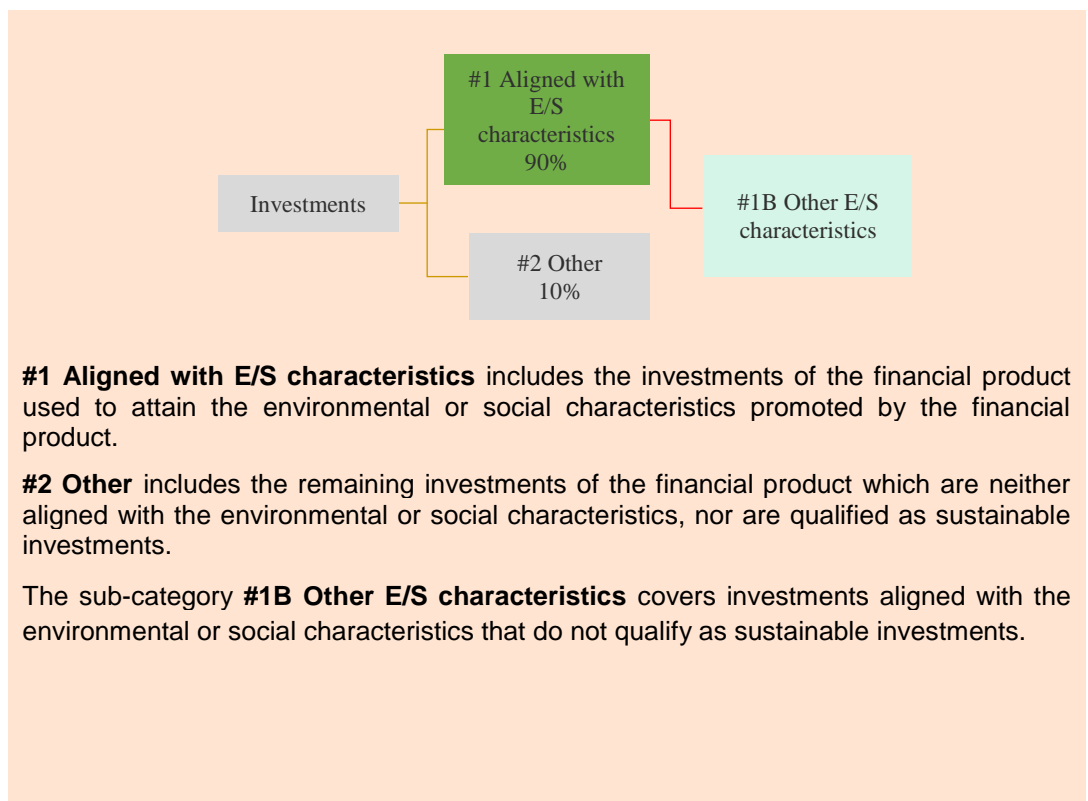 #1 Aligned with
E/S
characteristics
90%
Investments
#1B Other E/S
characteristics
#2 Other
10%
#1 Aligned with E/S characteristics includes the investments of the financial product
used to attain the environmental or social characteristics promoted by the financial
product.
#2 Other includes the remaining investments of the financial product which are neither
aligned with the environmental or social characteristics, nor are qualified as sustainable
investments.
The sub-category #1B Other E/S characteristics covers investments aligned with the
environmental or social characteristics that do not qualify as sustainable investments.